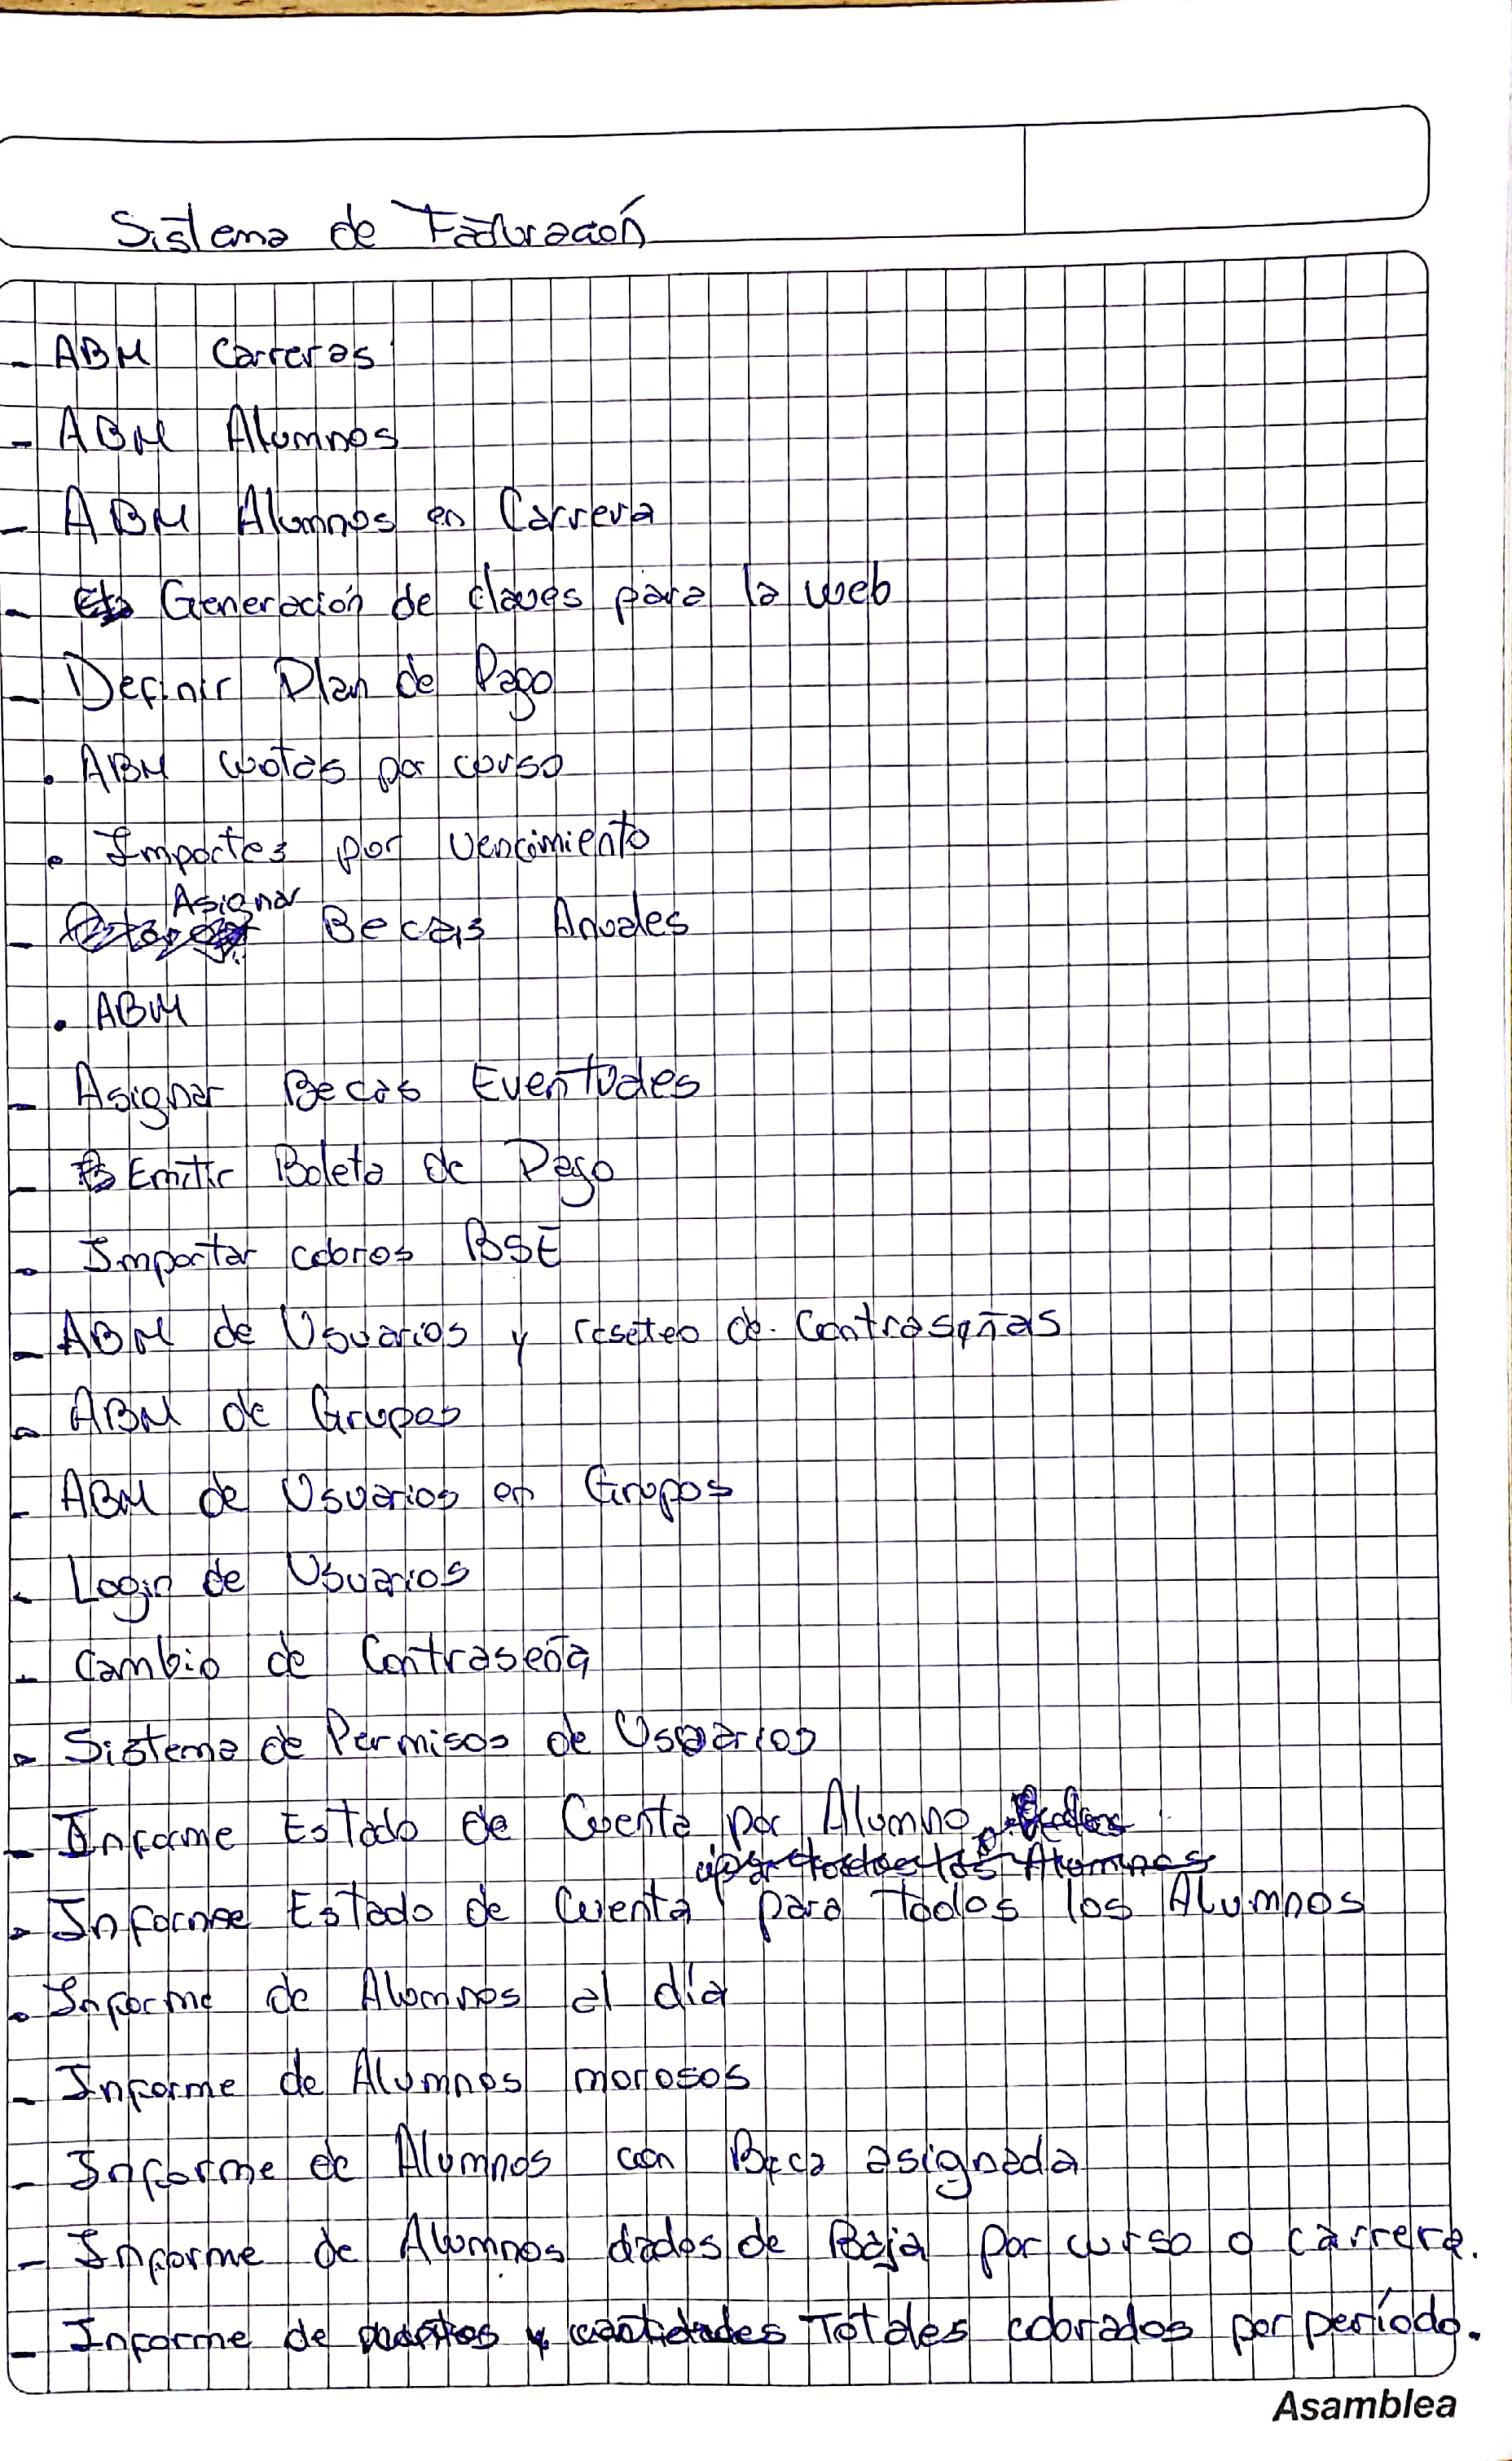 Sistema de Facturación
- ABM Carreras
- ABM Alumnos
- ABM Alumnos en Carrera
- Generación de claves para la web
- Definir Plan de Pago
. ABM cuotas por curso
. Importes por vencimiento
Asignar
- Becas Anuales
. ABM
- Asignar Becas Eventuales
- Emitir Boleta de Pago
- Importar cobros BSE
- ABM de Usuarios y reseteo de Contraseñas
- ABM de Grupos
- ABM de Usuarios en Grupos
- Login de Usuarios
- Cambio de Contraseña
- Sistema de Permisos de Usuarios
- Informe Estado de Cuenta por Alumno
para todos los Alumnos
- Informe Estado de Cuenta para todos los Alumnos
- Informe de Alumnos al día
- Informe de Alumnos morosos
- Informe de Alumnos con Beca asignada
- Informe de Alumnos dados de Baja por curso o carrera.
- Informe de montos y cantidades Totales cobrados por período.
Asamblea